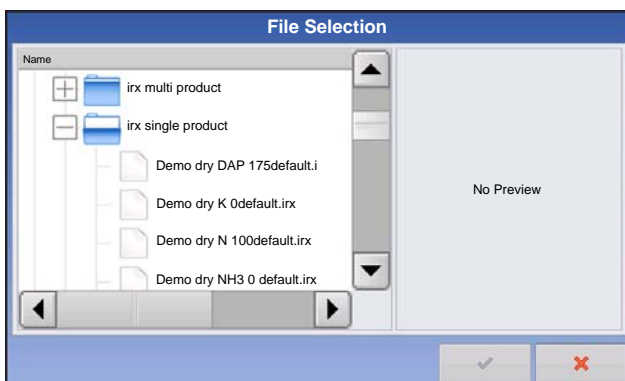 File Selection
Name
irx multi product
irx single product
Demo dry DAP 175default.i
Demo dry K 0default.irx
No Preview
Demo dry N 100default.irx
Demo dry NH3 0 default.irx